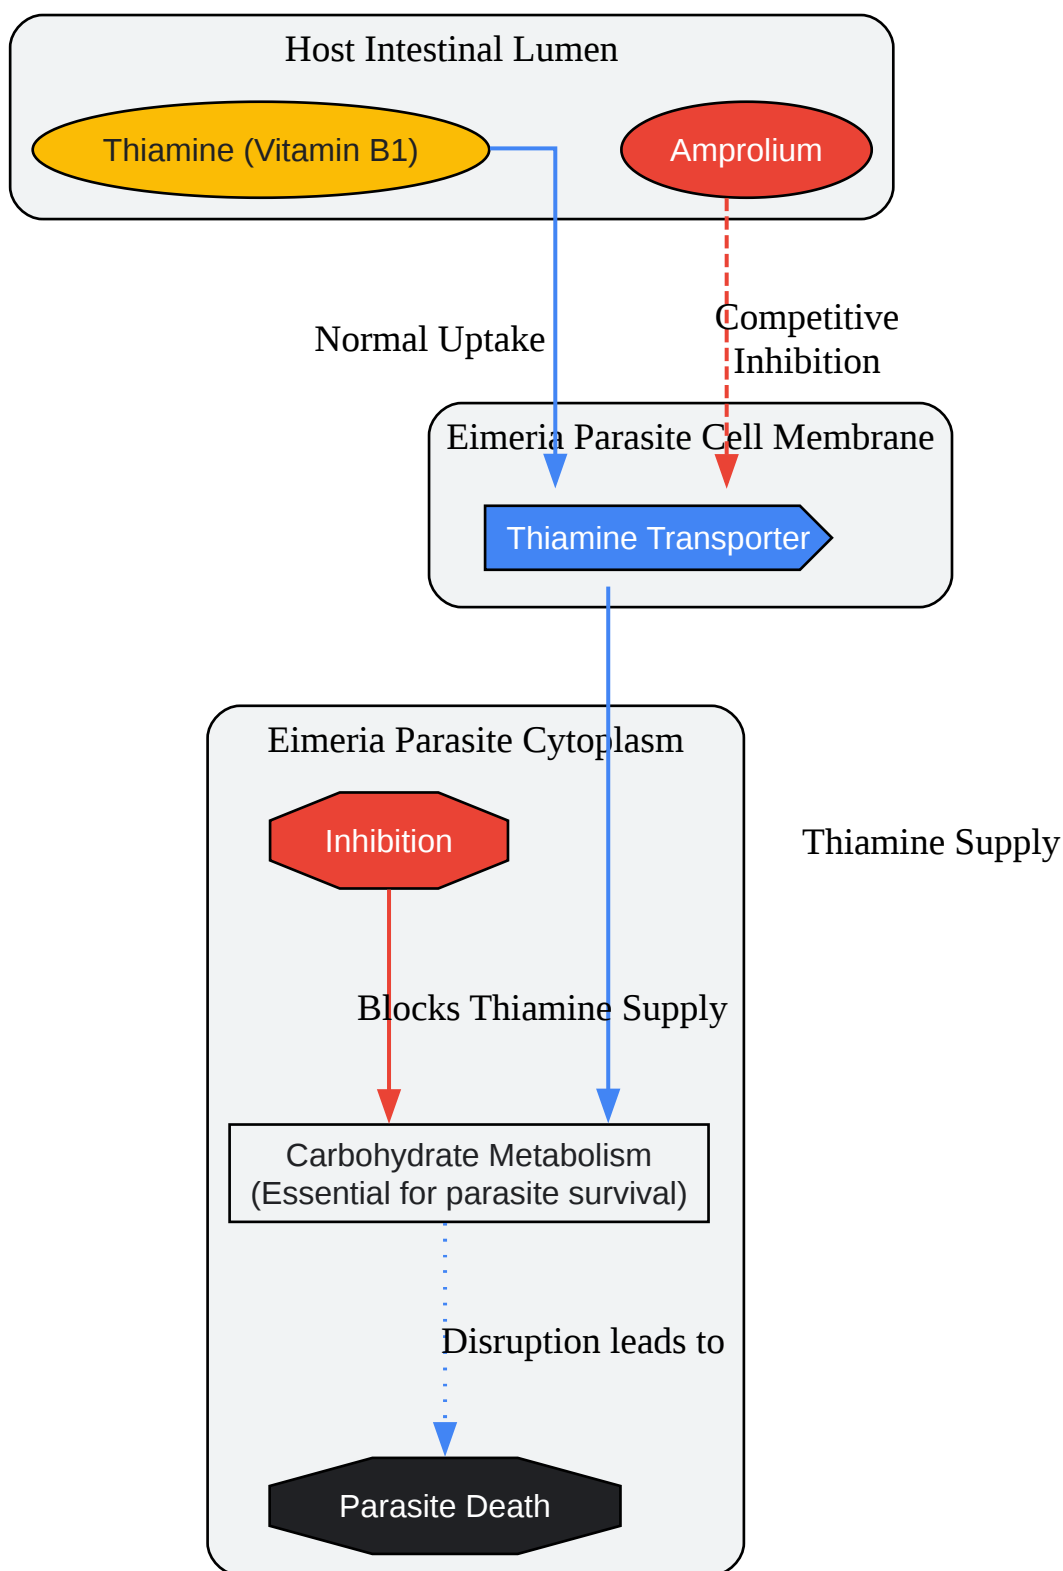 Host Intestinal Lumen
Thiamine (Vitamin B1)
Amprolium
Normal Uptake
Competitive
Inhibition
Eimeria Parasite Cell Membrane
Thiamine Transporter
Eimeria Parasite Cytoplasm
Inhibition
Thiamine Supply
Blocks Thiamine Supply
Carbohydrate Metabolism
(Essential for parasite survival)
Disruption leads to
Parasite Death